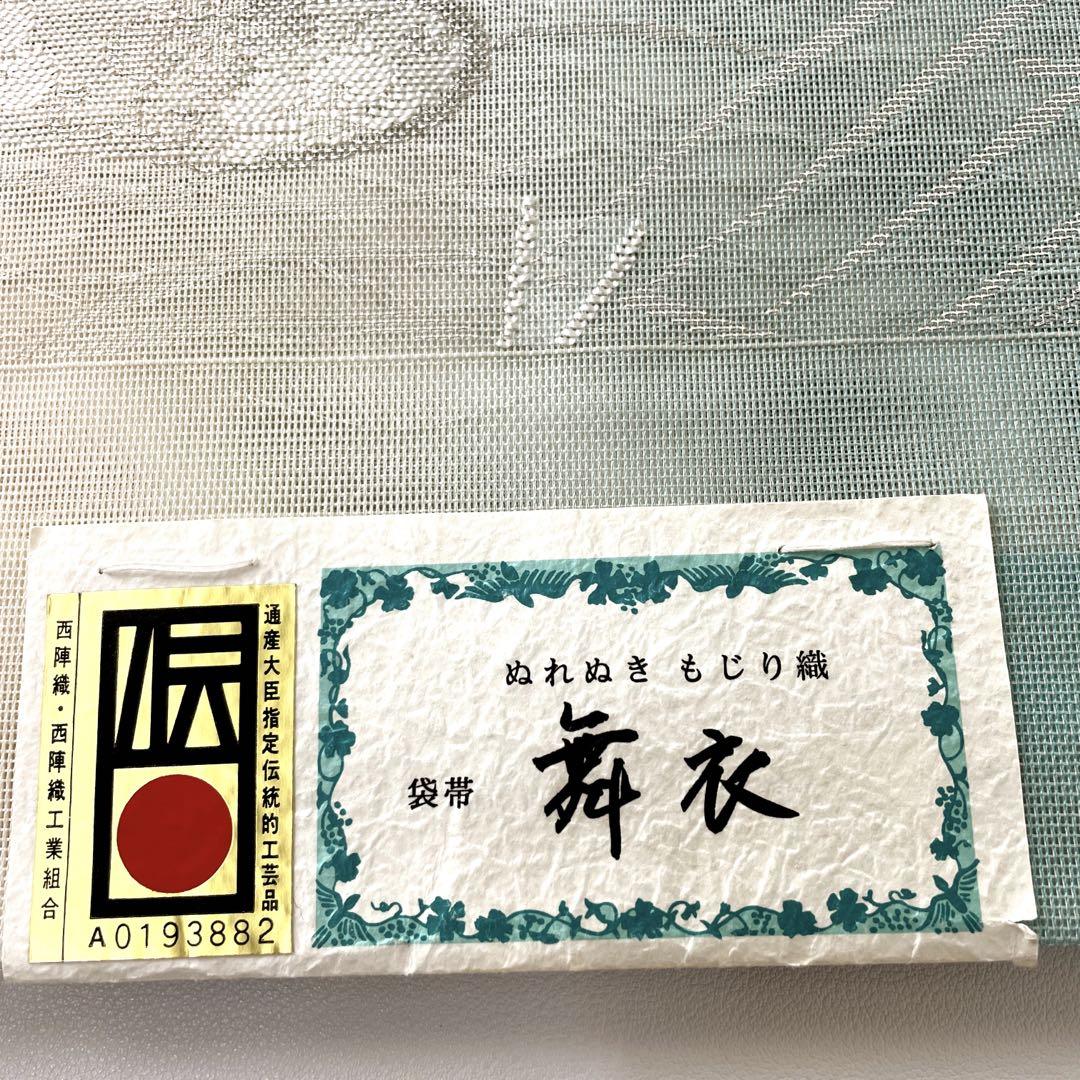 通産大臣指定伝統的工芸品
伝
西陣織・西陣織工業組合
A0193882
ぬれぬき もじり織
袋帯 舞衣